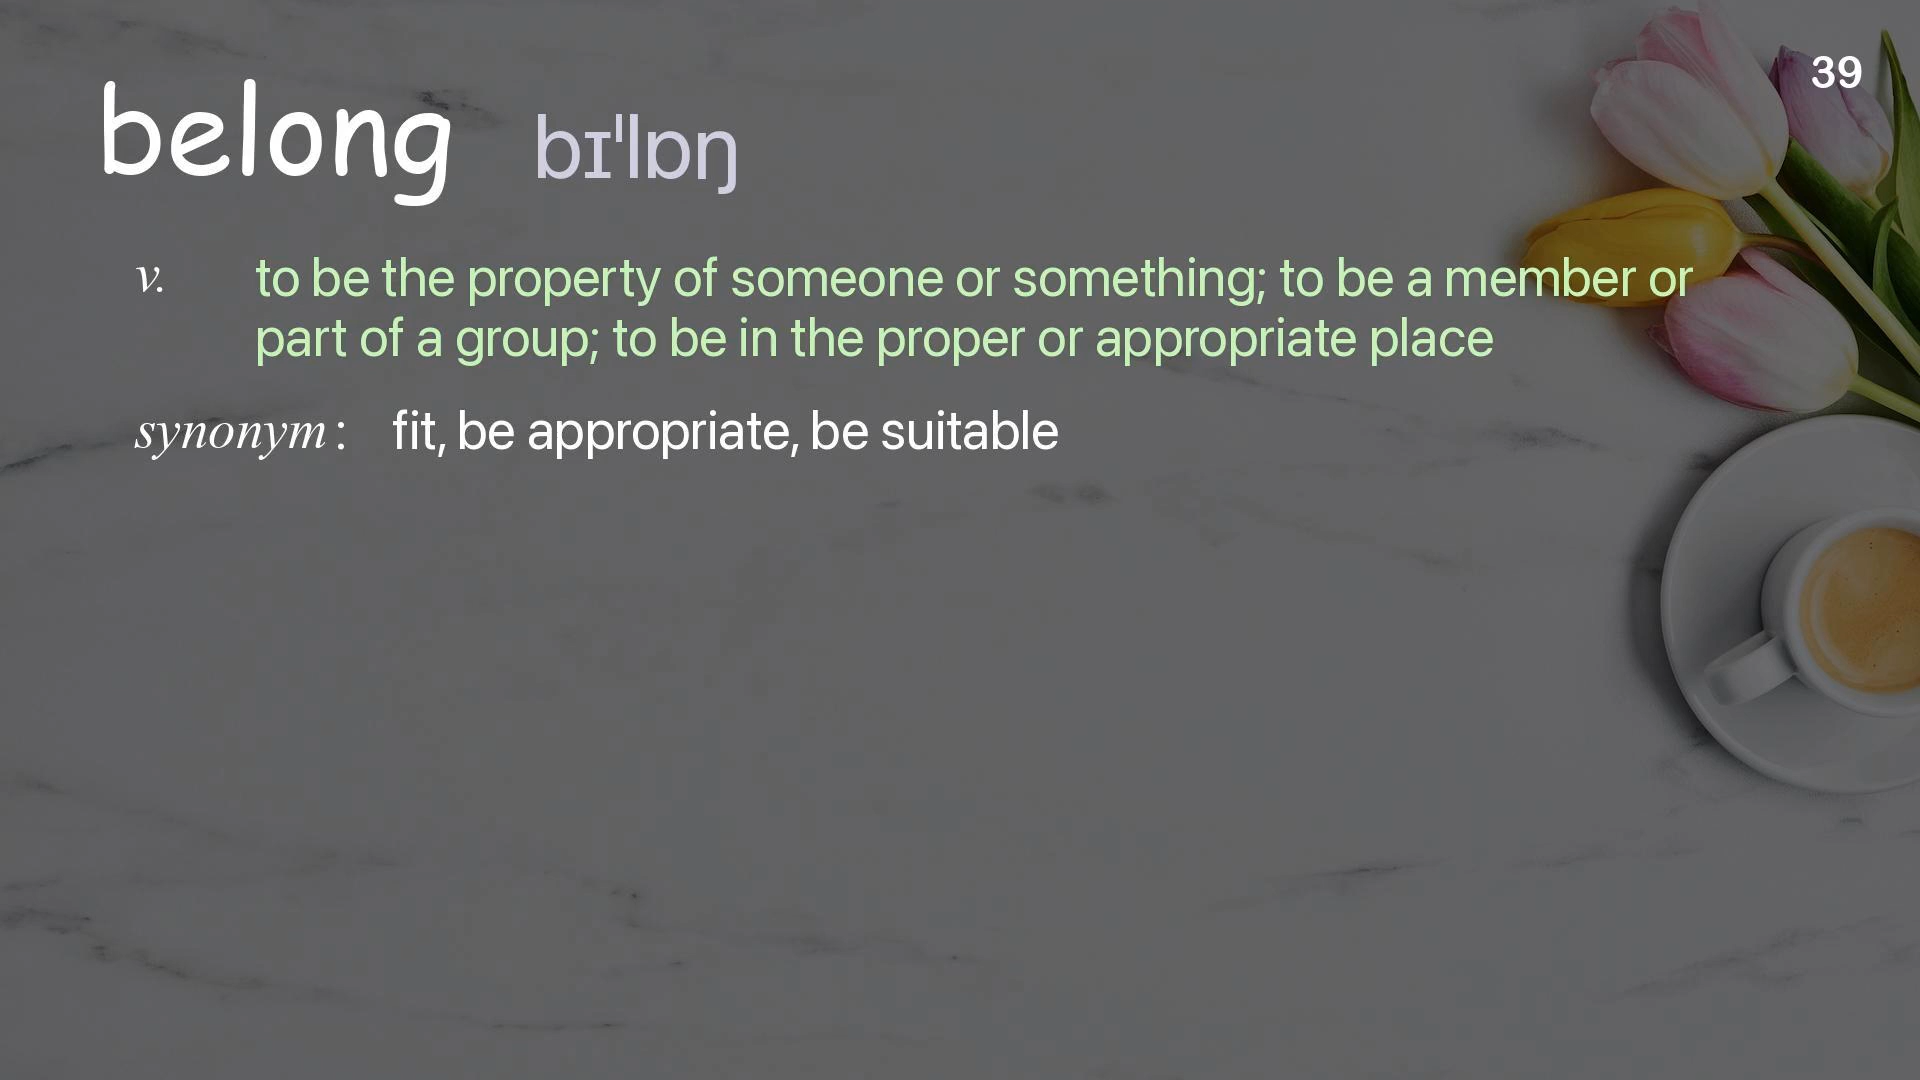 39
belong bɪˈlɒŋ
v. to be the property of someone or something; to be a member or
part of a group; to be in the proper or appropriate place
synonym : fit, be appropriate, be suitable